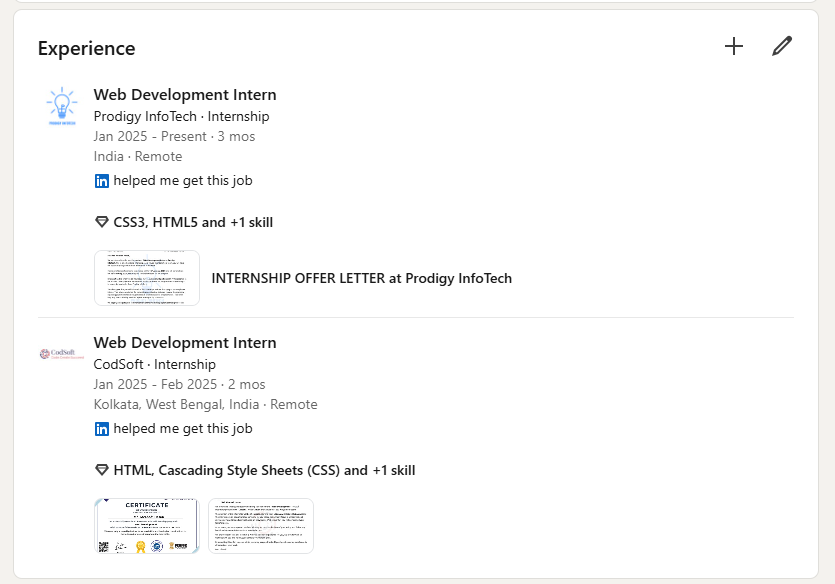 Experience
Web Development Intern
Prodigy InfoTech · Internship
Jan 2025 - Present · 3 mos
India · Remote
in helped me get this job
CSS3, HTML5 and +1 skill
INTERNSHIP OFFER LETTER at Prodigy InfoTech
Web Development Intern
CodSoft
CodSoft · Internship
Jan 2025 - Feb 2025 · 2 mos
Kolkata, West Bengal, India · Remote
in helped me get this job
HTML, Cascading Style Sheets (CSS) and +1 skill
CERTIFICATE